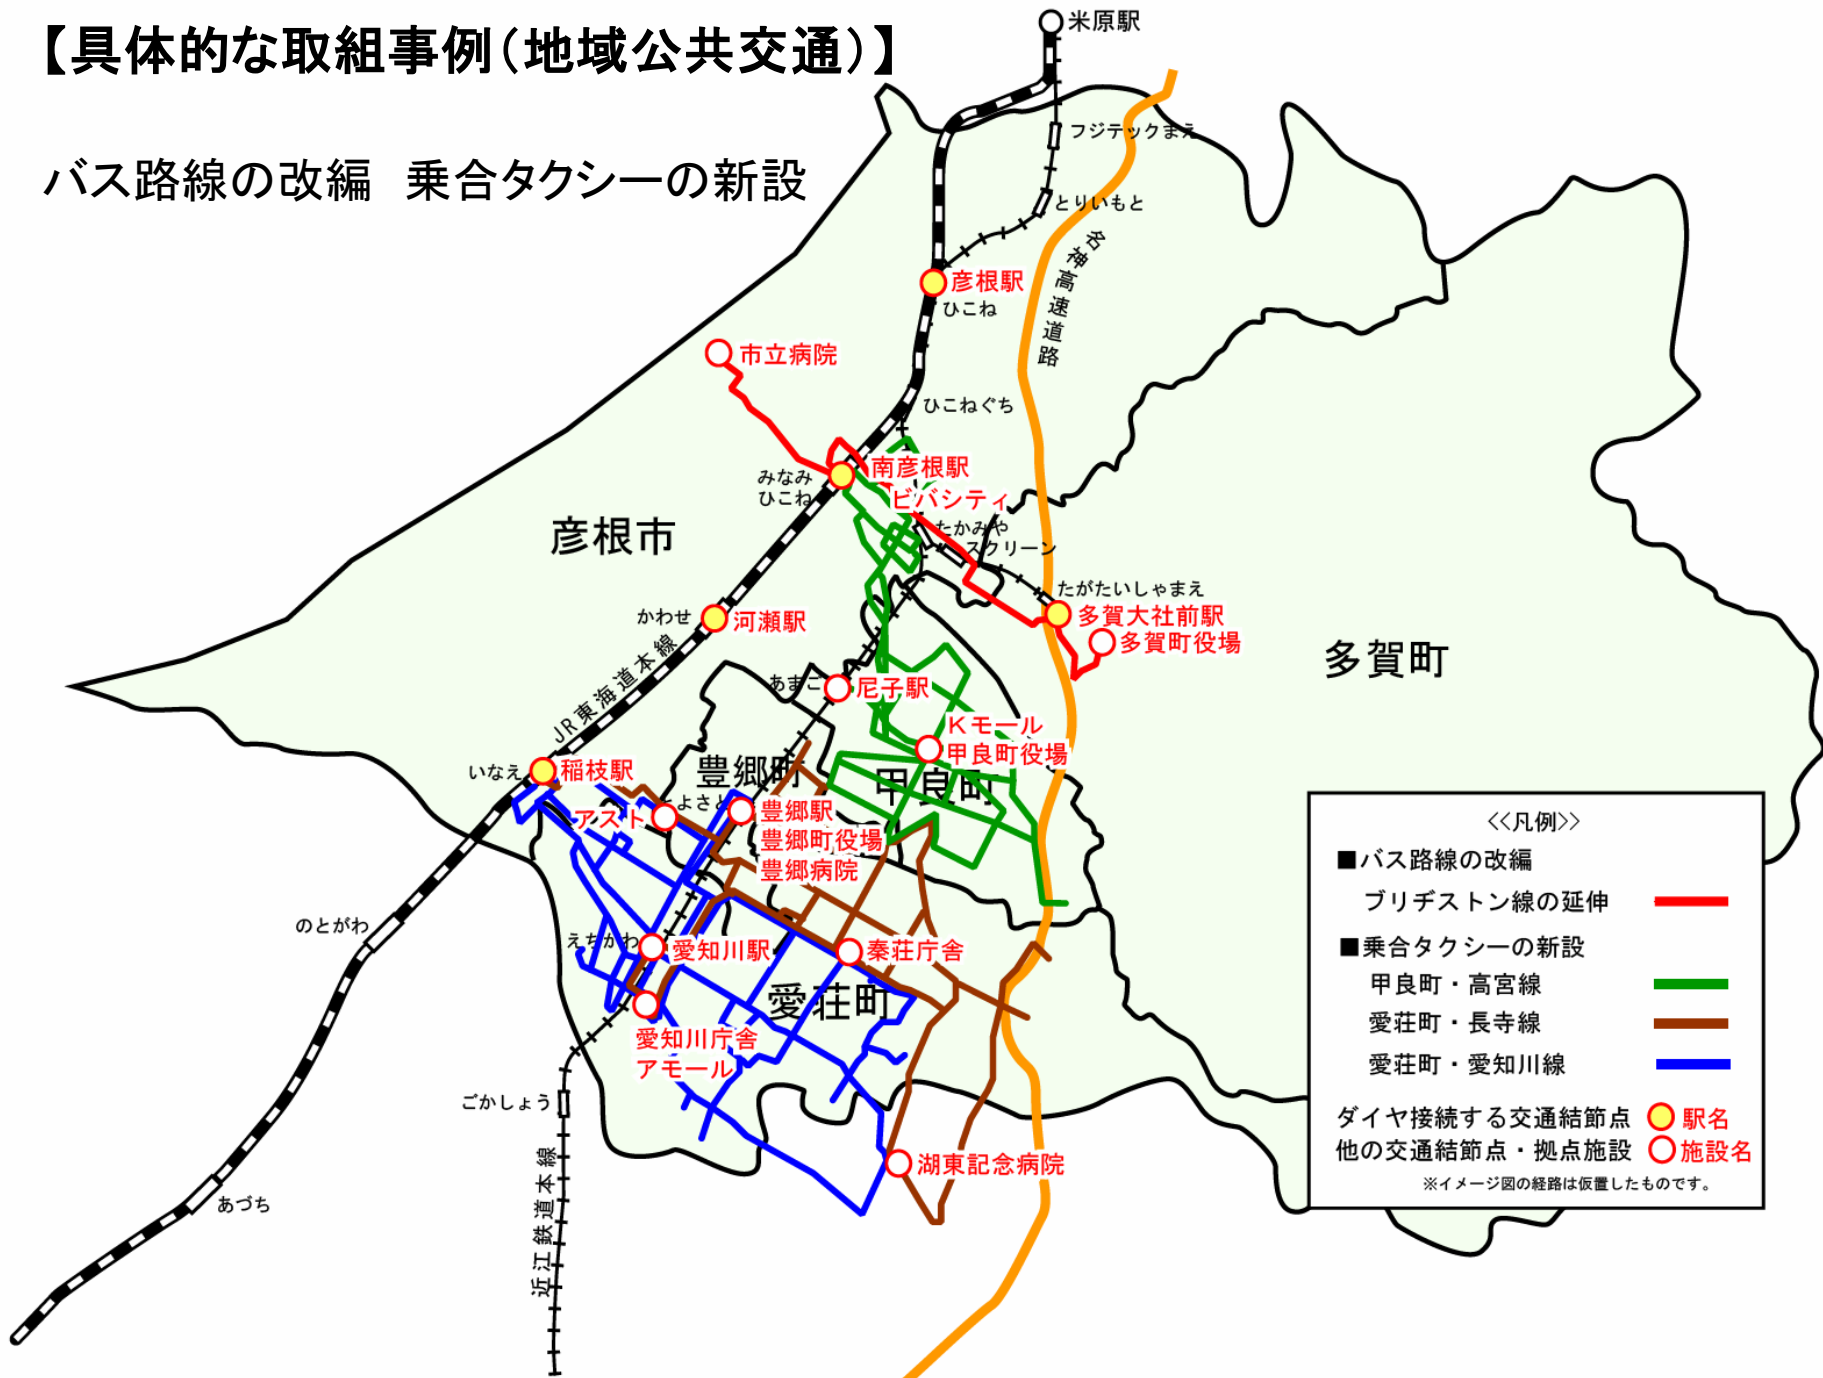 【具体的な取組事例（地域公共交通）】
バス路線の改編　乗合タクシーの新設
米原駅
フジテックまえ
とりいもと
名神高速道路
彦根駅
ひこね
市立病院
ひこねぐち
南彦根駅
みなみ
ひこね
ビバシティ
たかみや
スクリーン
彦根市
たがたいしゃまえ
多賀大社前駅
多賀町役場
かわせ
河瀬駅
多賀町
JR東海道本線
あまご
尼子駅
Kモール
甲良町役場
豊郷町
甲良町
いなえ
稲枝駅
アスト
とよさと
豊郷駅
豊郷町役場
豊郷病院
のとがわ
えちがわ
愛知川駅
秦荘庁舎
愛荘町
愛知川庁舎
アモール
ごかしょう
湖東記念病院
あづち
近江鉄道本線
<<凡例>>
■バス路線の改編
ブリヂストン線の延伸
■乗合タクシーの新設
甲良町・高宮線
愛荘町・長寺線
愛荘町・愛知川線
ダイヤ接続する交通結節点　駅名
他の交通結節点・拠点施設　施設名
※イメージ図の経路は仮置したものです。